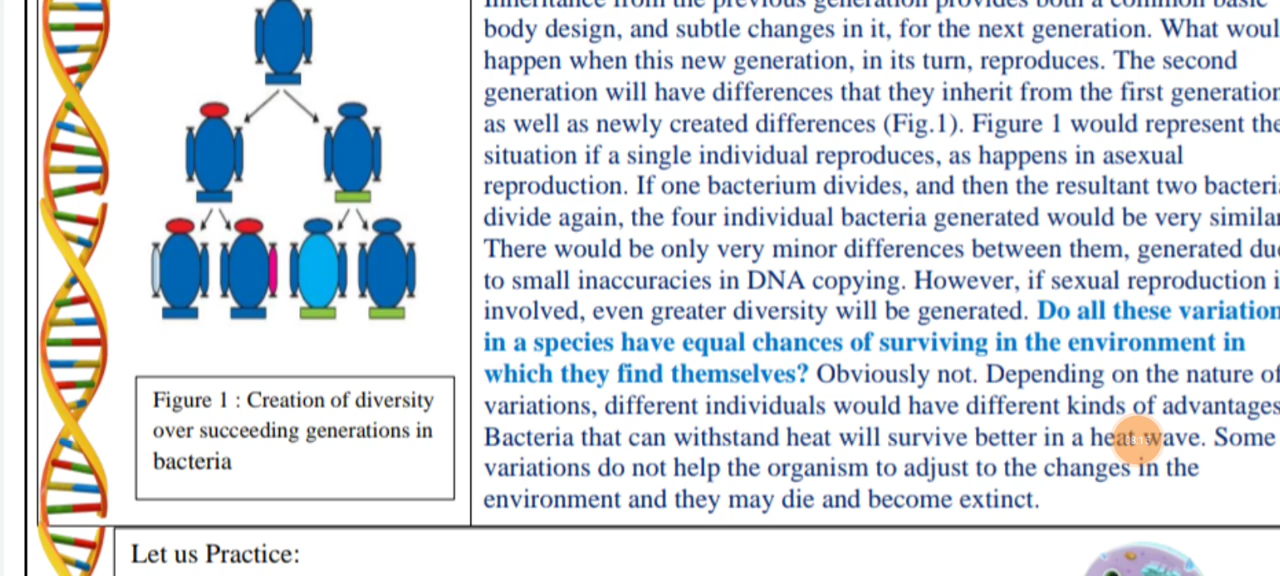 body design, and subtle changes in it, for the next generation. What
happen when this new generation, in its turn, reproduces. The second
generation will have differences that they inherit from the first generation
as well as newly created differences (Fig.1). Figure 1 would represent the
situation if a single individual reproduces, as happens in asexual
reproduction. If one bacterium divides, and then the resultant two
divide again, the four individual bacteria generated would be very
There would be only very minor differences between them, generated
to small inaccuracies in DNA copying. However, if sexual reproduction
involved, even greater diversity will be generated. Do all these variation
in a species have equal chances of surviving in the environment in
which they find themselves? Obviously not. Depending on the nature of
variations, different individuals would have different kinds of advantages
Bacteria that can withstand heat will survive better in a heat wave. Some
variations do not help the organism to adjust to the changes in the
environment and they may die and become extinct.
Figure 1 : Creation of diversity
over succeeding generations in
bacteria
Let us Practice: